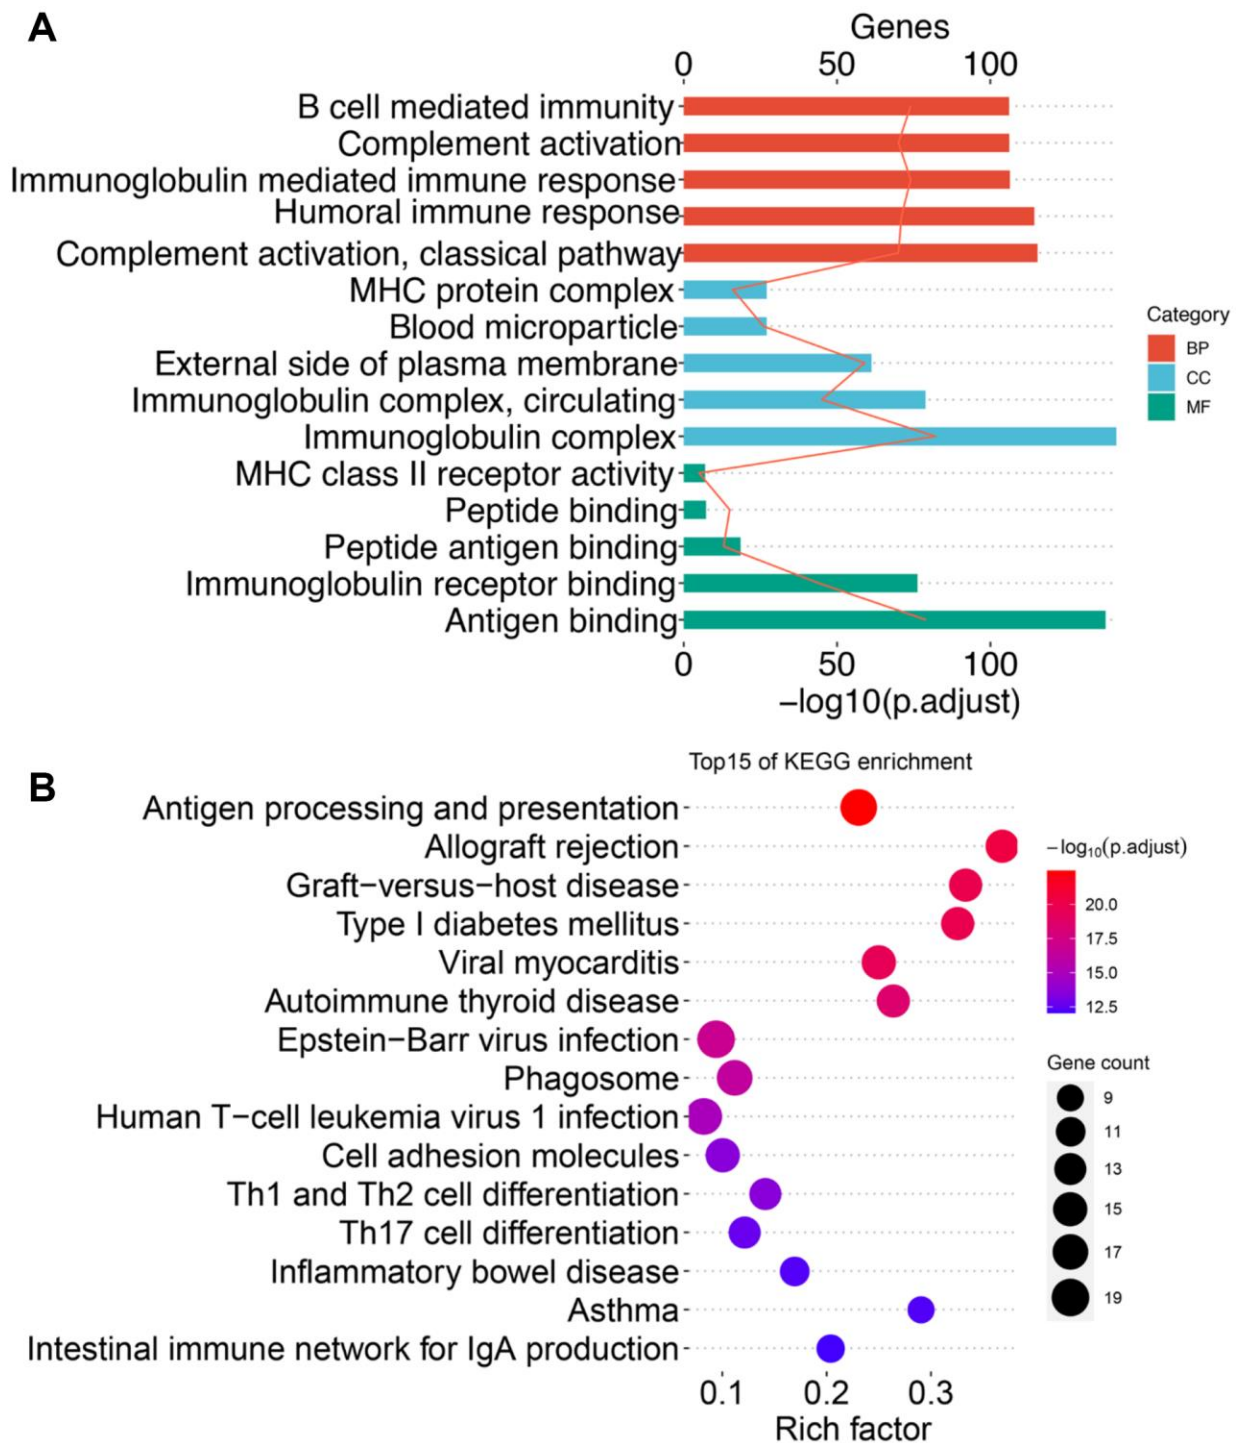 A
Genes
0 50 100
B cell mediated immunity
Complement activation
Immunoglobulin mediated immune response
Humoral immune response
Complement activation, classical pathway
MHC protein complex
Blood microparticle
External side of plasma membrane
Immunoglobulin complex, circulating
Immunoglobulin complex
MHC class II receptor activity
Peptide binding
Peptide antigen binding
Immunoglobulin receptor binding
Antigen binding
0 50 100
−log10(p.adjust)
Category
BP
CC
MF
B
Top15 of KEGG enrichment
Antigen processing and presentation
Allograft rejection
Graft−versus−host disease
Type I diabetes mellitus
Viral myocarditis
Autoimmune thyroid disease
Epstein−Barr virus infection
Phagosome
Human T−cell leukemia virus 1 infection
Cell adhesion molecules
Th1 and Th2 cell differentiation
Th17 cell differentiation
Inflammatory bowel disease
Asthma
Intestinal immune network for IgA production
0.1 0.2 0.3
Rich factor
−log₁₀(p.adjust)
20.0
17.5
15.0
12.5
Gene count
9
11
13
15
17
19